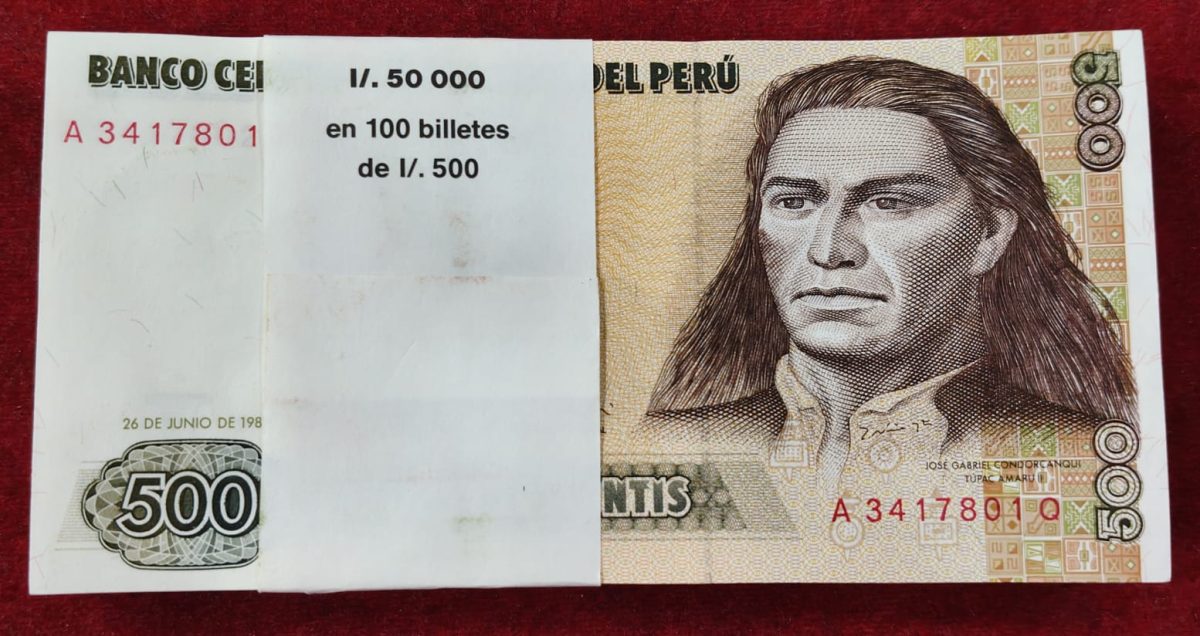 BANCO CE
DEL PERÚ
A 3417801
I/. 50 000
en 100 billetes
de I/. 500
500
26 DE JUNIO DE 198
500
NTIS
JOSÉ GABRIEL CONDORCANQUI
TUPAC AMARU II
A 3417801 Q
500